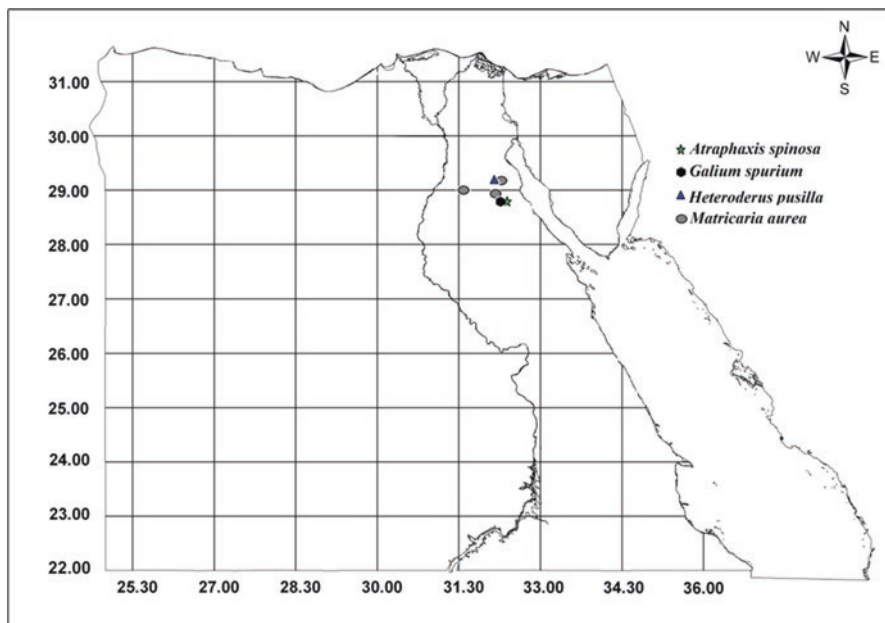 N
W E
S
31.00
30.00
29.00
28.00
27.00
26.00
25.00
24.00
23.00
22.00
Atraphaxis spinosa
Galium spurium
Heteroderus pusilla
Matricaria aurea
25.30 27.00 28.30 30.00 31.30 33.00 34.30 36.00